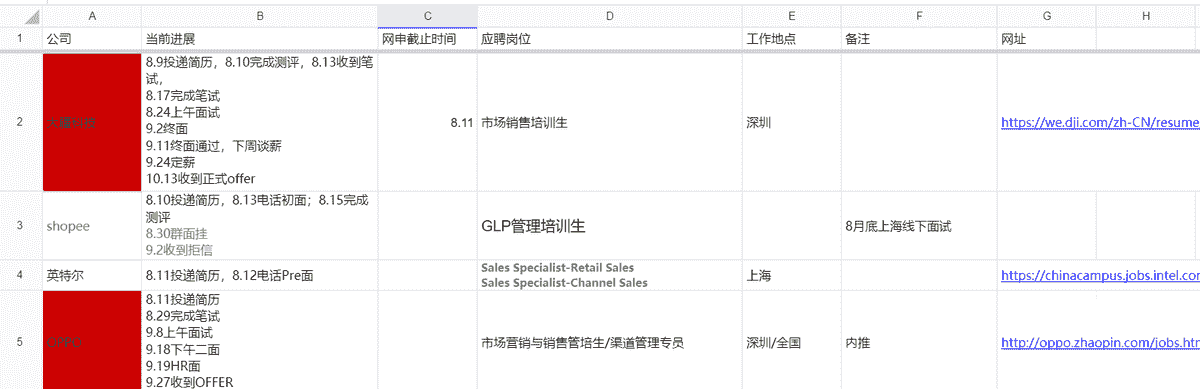 A B C D E F G H
1 公司 当前进展 网申截止时间 应聘岗位 工作地点 备注 网址
2
8.9投递简历，8.10完成测评，8.13收到笔
试，
8.17完成笔试
8.24上午面试
9.2终面
9.11终面通过，下周谈薪
9.24定薪
10.13收到正式offer
8.11 市场销售培训生 深圳 https://we.dji.com/zh-CN/resume
3 shopee
8.10投递简历，8.13电话初面；8.15完成
测评
8.30群面挂
9.2收到拒信
GLP管理培训生 8月底上海线下面试
4 英特尔 8.11投递简历，8.12电话Pre面
Sales Specialist-Retail Sales
Sales Specialist-Channel Sales
上海 https://chinacampus.jobs.intel.co
5 OPPO
8.11投递简历
8.29完成笔试
9.8上午面试
9.18下午二面
9.19HR面
9.27收到OFFER
市场营销与销售管培生/渠道管理专员 深圳/全国 内推 http://oppo.zhaopin.com/jobs.ht